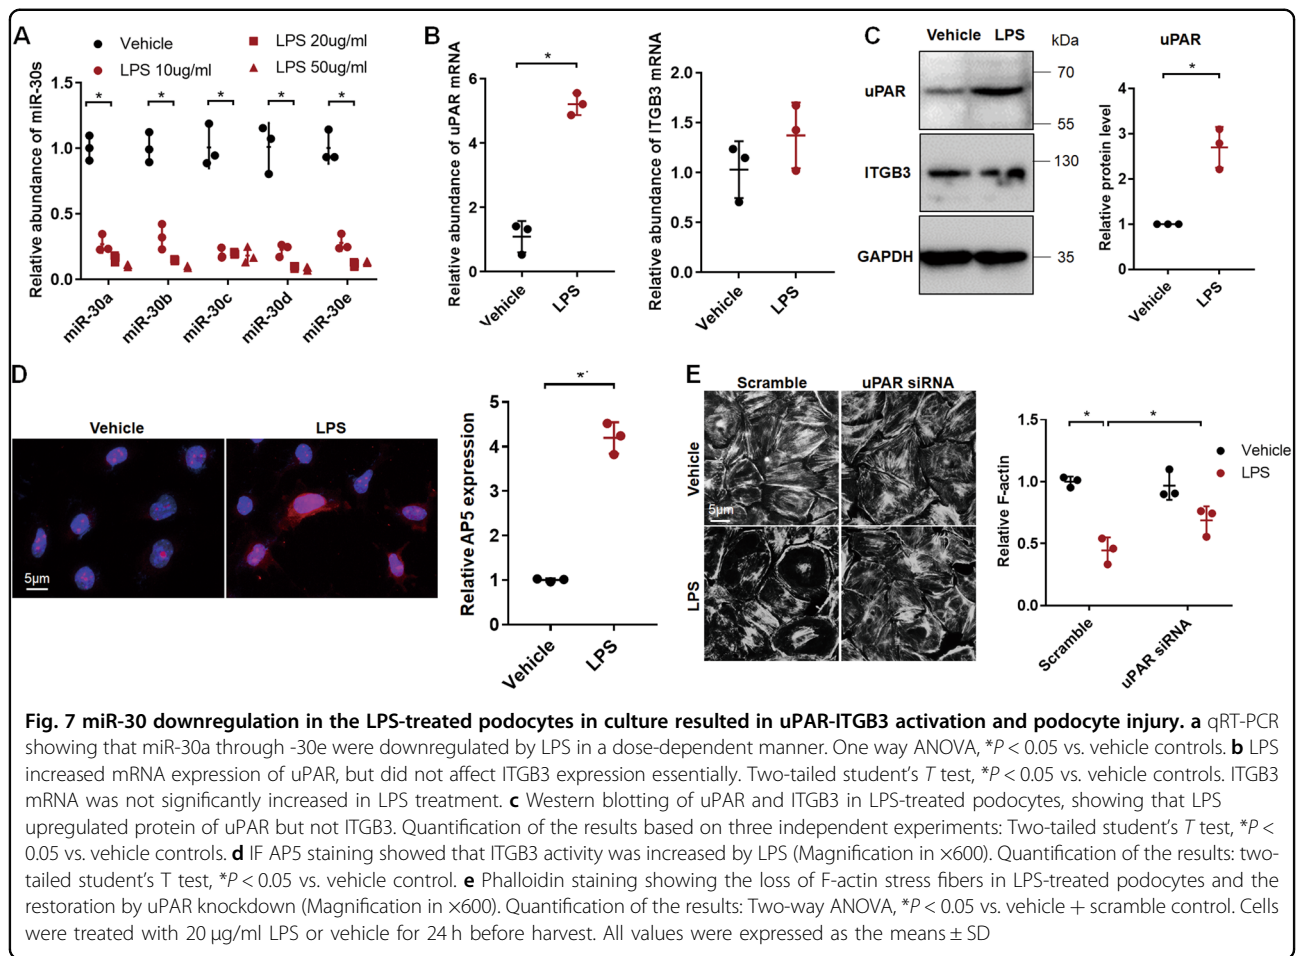 A
Vehicle
LPS 10ug/ml
LPS 20ug/ml
LPS 50ug/ml
Relative abundance of miR-30s
1.5
1.0
0.5
0.0
* * * * *
miR-30a
miR-30b
miR-30c
miR-30d
miR-30e
B
Relative abundance of uPAR mRNA
6
4
2
0
*
Vehicle
LPS
Relative abundance of ITGB3 mRNA
2.0
1.5
1.0
0.5
0.0
Vehicle
LPS
C
Vehicle LPS
kDa
uPAR
70
55
ITGB3
130
GAPDH
35
uPAR
Relative protein level
4
3
2
1
0
*
Vehicle
LPS
D
Vehicle
LPS
5μm
Relative AP5 expression
5
4
3
2
1
0
*
Vehicle
LPS
E
Scramble
uPAR siRNA
Vehicle
5μm
LPS
Relative F-actin
1.5
1.0
0.5
0.0
* *
Vehicle
LPS
Scramble
uPAR siRNA
Fig. 7 miR-30 downregulation in the LPS-treated podocytes in culture resulted in uPAR-ITGB3 activation and podocyte injury. a qRT-PCR
showing that miR-30a through -30e were downregulated by LPS in a dose-dependent manner. One way ANOVA, *P < 0.05 vs. vehicle controls. b LPS
increased mRNA expression of uPAR, but did not affect ITGB3 expression essentially. Two-tailed student's T test, *P < 0.05 vs. vehicle controls. ITGB3
mRNA was not significantly increased in LPS treatment. c Western blotting of uPAR and ITGB3 in LPS-treated podocytes, showing that LPS
upregulated protein of uPAR but not ITGB3. Quantification of the results based on three independent experiments: Two-tailed student's T test, *P <
0.05 vs. vehicle controls. d IF AP5 staining showed that ITGB3 activity was increased by LPS (Magnification in ×600). Quantification of the results: two-
tailed student's T test, *P < 0.05 vs. vehicle control. e Phalloidin staining showing the loss of F-actin stress fibers in LPS-treated podocytes and the
restoration by uPAR knockdown (Magnification in ×600). Quantification of the results: Two-way ANOVA, *P < 0.05 vs. vehicle + scramble control. Cells
were treated with 20 μg/ml LPS or vehicle for 24 h before harvest. All values were expressed as the means ± SD